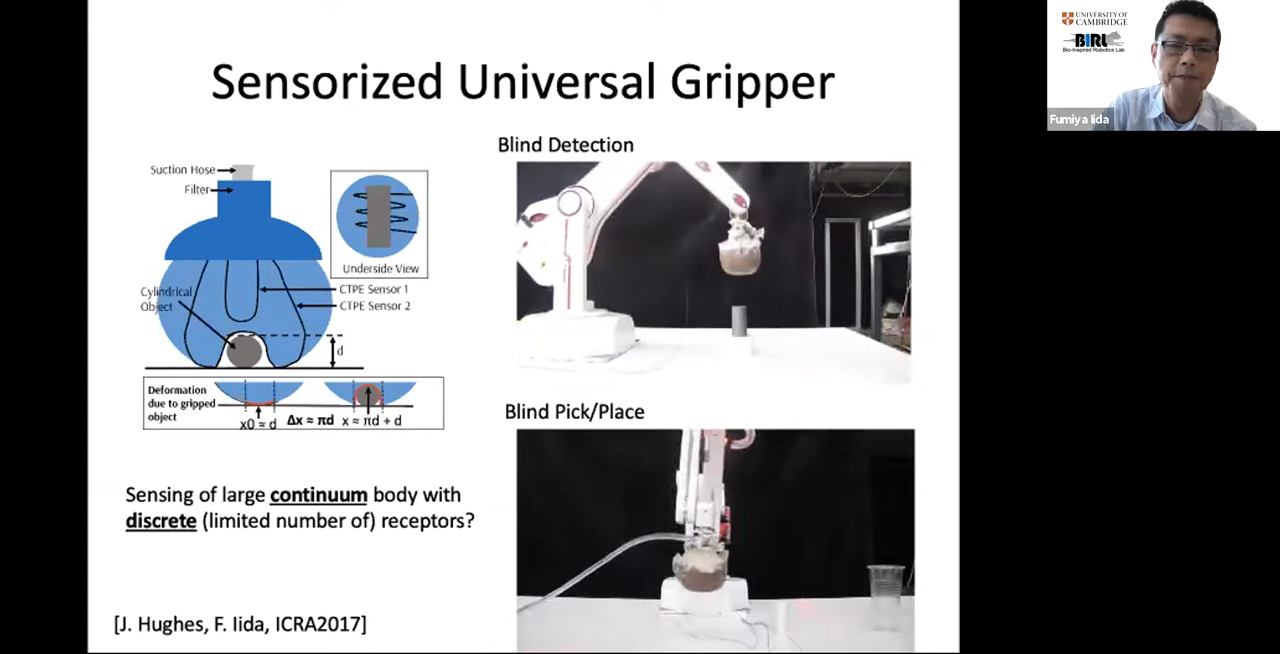 Sensorized Universal Gripper
Suction Hose
Filter
Cylindrical
Object
Underside View
CTPE Sensor 1
CTPE Sensor 2
d
Deformation
due to gripped
object
x0 ≈ d
Δx ≈ πd
x ≈ πd + d
Blind Detection
Blind Pick/Place
Sensing of large continuum body with
discrete (limited number of) receptors?
[J. Hughes, F. Iida, ICRA2017]
UNIVERSITY OF
CAMBRIDGE
BIRL
Bio-Inspired Robotics Lab
Fumiya Iida